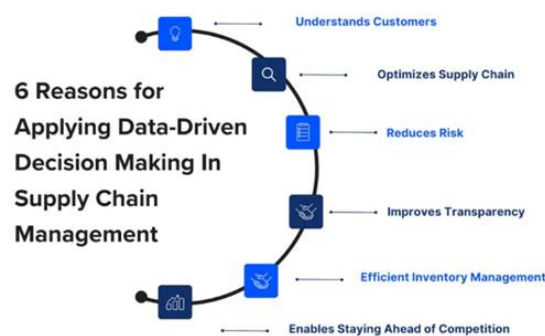 6 Reasons for
Applying Data-Driven
Decision Making In
Supply Chain
Management
Understands Customers
Optimizes Supply Chain
Reduces Risk
Improves Transparency
Efficient Inventory Management
Enables Staying Ahead of Competition